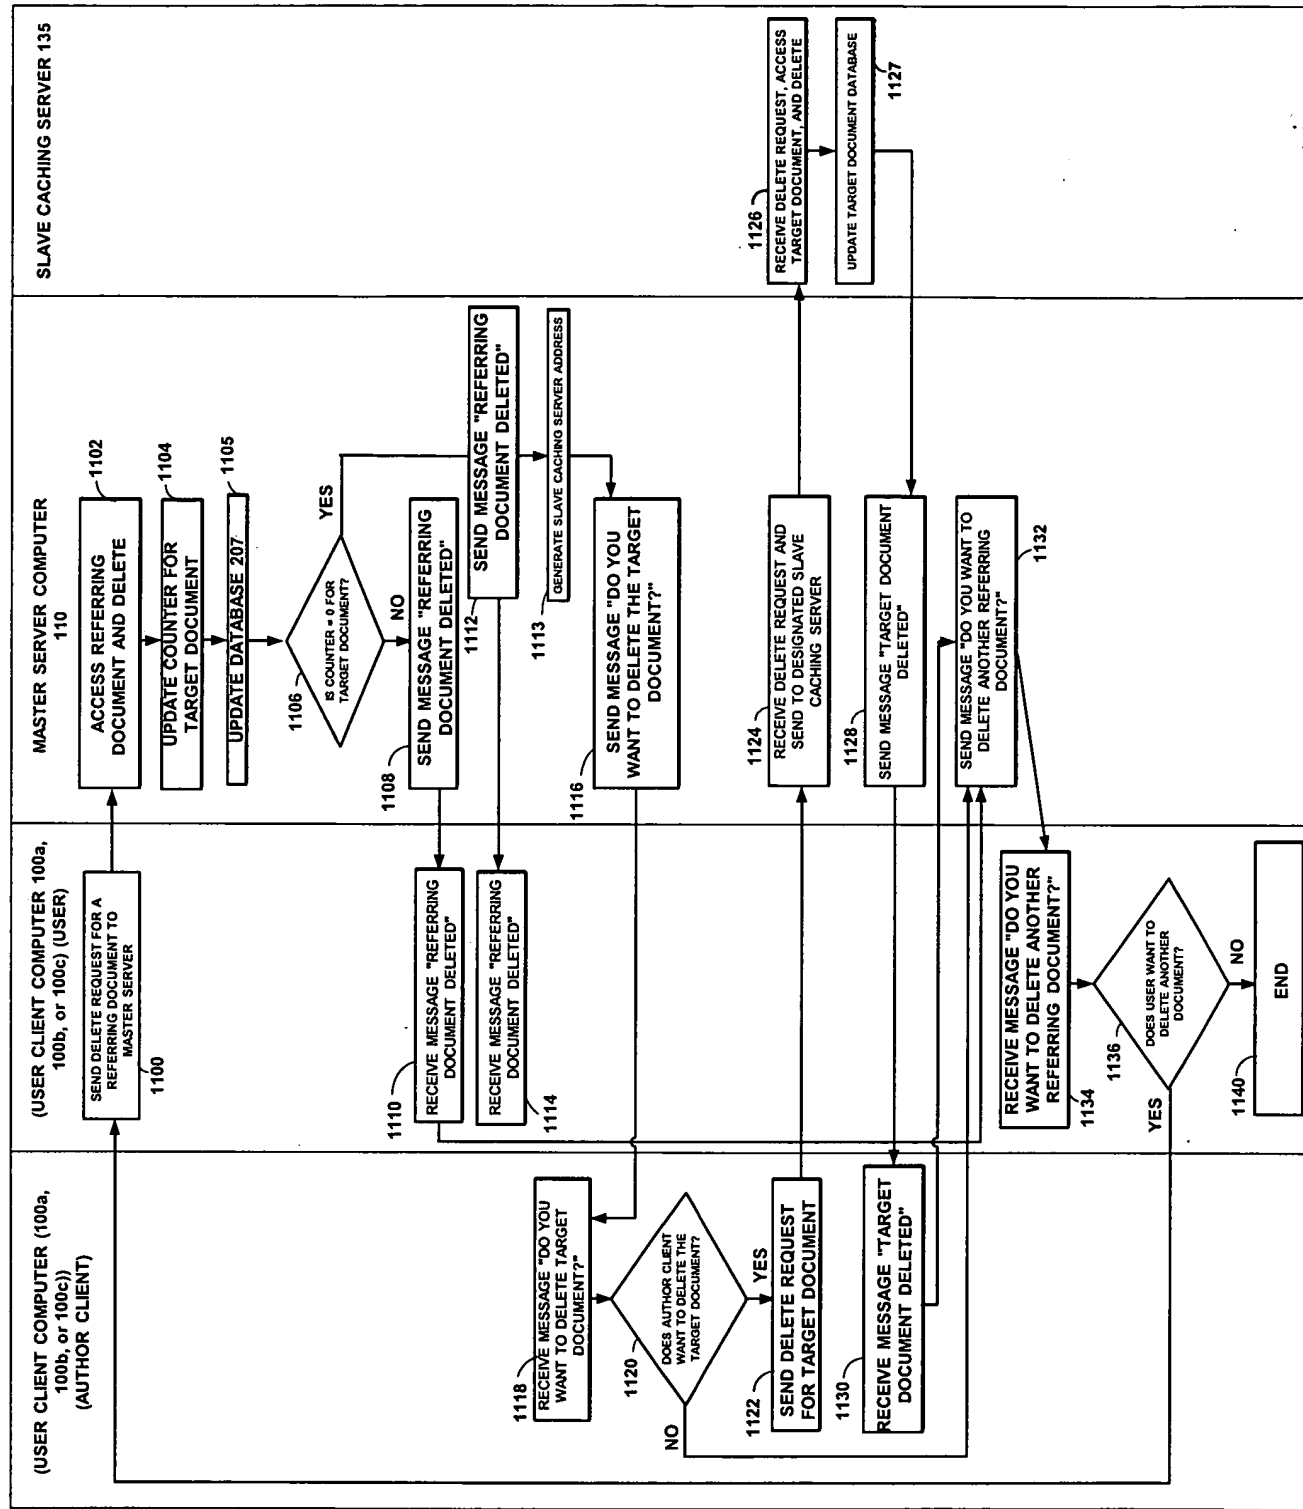 (USER CLIENT COMPUTER (100a,
100b, or 100c))
(AUTHOR CLIENT)
(USER CLIENT COMPUTER 100a,
100b, or 100c) (USER)
MASTER SERVER COMPUTER
110
SLAVE CACHING SERVER 135
SEND DELETE REQUEST FOR A
REFERRING DOCUMENT TO
MASTER SERVER
1100
ACCESS REFERRING
DOCUMENT AND DELETE
1102
UPDATE COUNTER FOR
TARGET DOCUMENT
1104
UPDATE DATABASE 207
1105
IS COUNTER = 0 FOR
TARGET DOCUMENT?
1106
YES
NO
SEND MESSAGE "REFERRING
DOCUMENT DELETED"
1108
RECEIVE MESSAGE "REFERRING
DOCUMENT DELETED"
1110
SEND MESSAGE "REFERRING
DOCUMENT DELETED"
1112
GENERATE SLAVE CACHING SERVER ADDRESS
1113
RECEIVE MESSAGE "REFERRING
DOCUMENT DELETED"
1114
SEND MESSAGE "DO YOU
WANT TO DELETE THE TARGET
DOCUMENT?"
1116
RECEIVE MESSAGE "DO YOU
WANT TO DELETE TARGET
DOCUMENT?"
1118
DOES AUTHOR CLIENT
WANT TO DELETE THE
TARGET DOCUMENT?
1120
NO
YES
SEND DELETE REQUEST
FOR TARGET DOCUMENT
1122
RECEIVE DELETE REQUEST AND
SEND TO DESIGNATED SLAVE
CACHING SERVER
1124
RECEIVE DELETE REQUEST, ACCESS
TARGET DOCUMENT, AND DELETE
1126
UPDATE TARGET DOCUMENT DATABASE
1127
SEND MESSAGE "TARGET DOCUMENT
DELETED"
1128
RECEIVE MESSAGE "TARGET
DOCUMENT DELETED"
1130
SEND MESSAGE "DO YOU WANT TO
DELETE ANOTHER REFERRING
DOCUMENT?"
1132
RECEIVE MESSAGE "DO YOU
WANT TO DELETE ANOTHER
REFERRING DOCUMENT?"
1134
DOES USER WANT TO
DELETE ANOTHER
DOCUMENT?
1136
YES
NO
END
1140